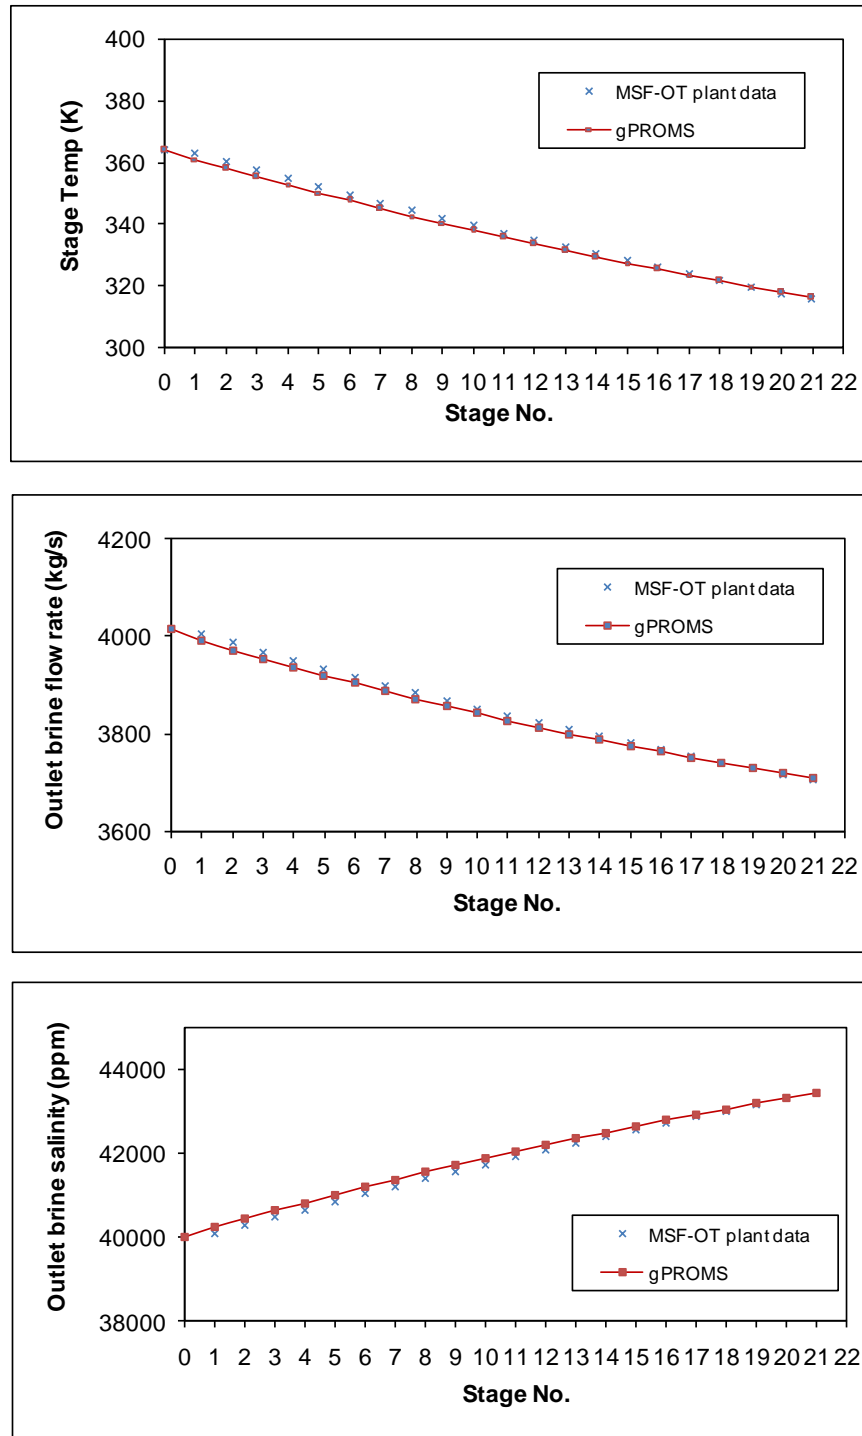 Stage Temp (K)
400
380
360
340
320
300
MSF-OT plant data
gPROMS
0 1 2 3 4 5 6 7 8 9 10 11 12 13 14 15 16 17 18 19 20 21 22
Stage No.
Outlet brine flow rate (kg/s)
4200
4000
3800
3600
MSF-OT plant data
gPROMS
0 1 2 3 4 5 6 7 8 9 10 11 12 13 14 15 16 17 18 19 20 21 22
Stage No.
Outlet brine salinity (ppm)
44000
42000
40000
38000
MSF-OT plant data
gPROMS
0 1 2 3 4 5 6 7 8 9 10 11 12 13 14 15 16 17 18 19 20 21 22
Stage No.